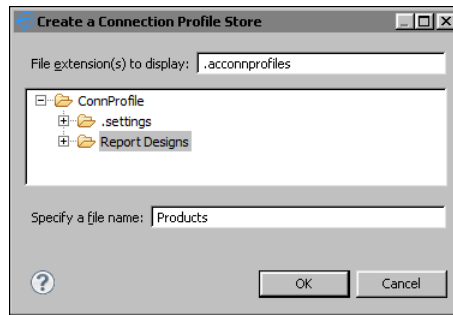 Create a Connection Profile Store
File extension(s) to display: .acconnprofiles
ConnProfile
.settings
Report Designs
Specify a file name: Products
? OK Cancel